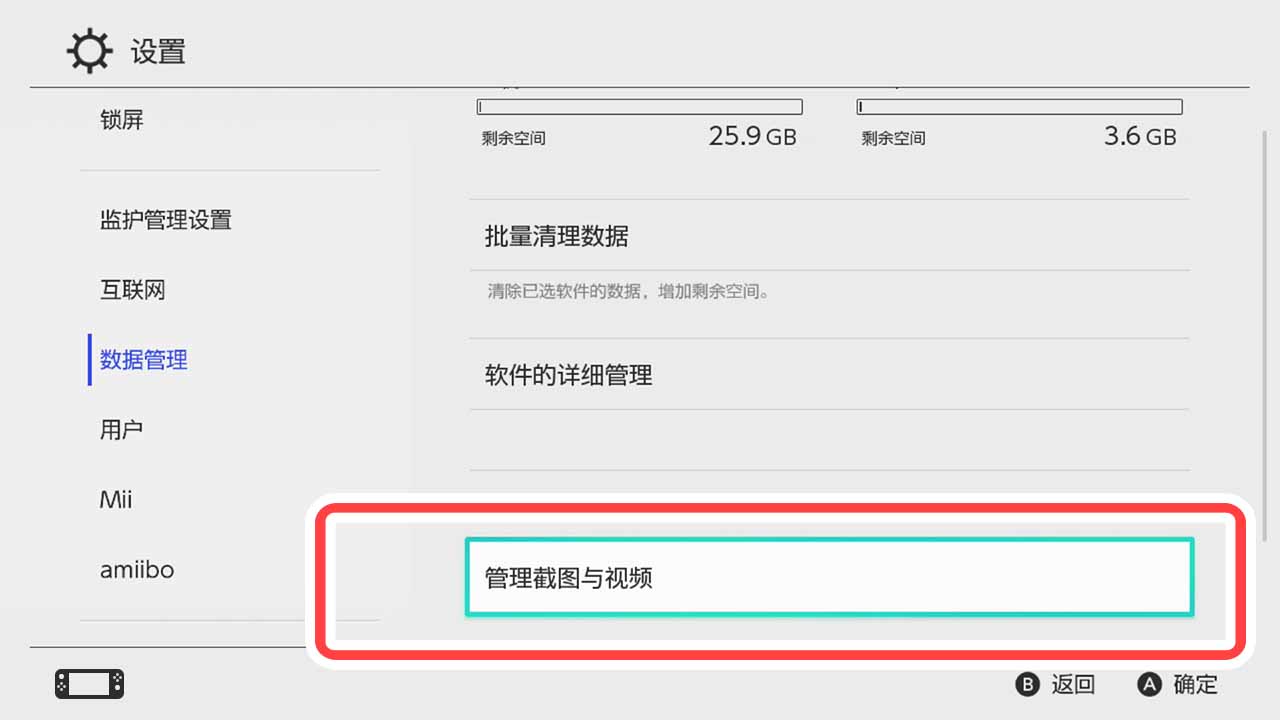 设置
锁屏
监护管理设置
互联网
数据管理
用户
Mii
amiibo
剩余空间 25.9 GB
剩余空间 3.6 GB
批量清理数据
清除已选软件的数据，增加剩余空间。
软件的详细管理
管理截图与视频
B 返回
A 确定